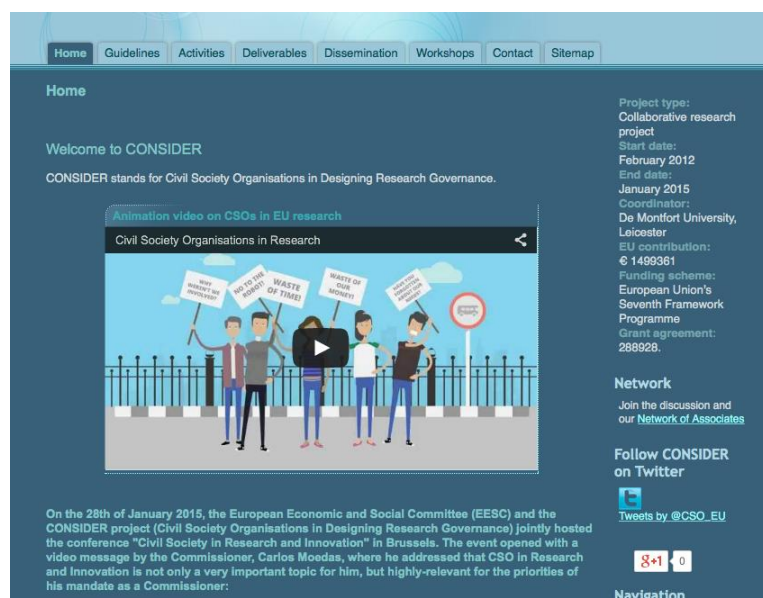 Home Guidelines Activities Deliverables Dissemination Workshops Contact Sitemap
Home
Welcome to CONSIDER
CONSIDER stands for Civil Society Organisations in Designing Research Governance.
Animation video on CSOs in EU research
Civil Society Organisations in Research
WHY
WEREN'T WE
INVOLVED?
NO TO THE
ROBOT!
WASTE
OF TIME!
WASTE OF
OUR
MONEY!
HAVE YOU
FORGOTTEN
ABOUT OUR
On the 28th of January 2015, the European Economic and Social Committee (EESC) and the
CONSIDER project (Civil Society Organisations in Designing Research Governance) jointly hosted
the conference "Civil Society in Research and Innovation" in Brussels. The event opened with a
video message by the Commissioner, Carlos Moedas, where he addressed that CSO in Research
and Innovation is not only a very important topic for him, but highly-relevant for the priorities of
his mandate as a Commissioner:
Project type:
Collaborative research
project
Start date:
February 2012
End date:
January 2015
Coordinator:
De Montfort University,
Leicester
EU contribution:
€ 1499361
Funding scheme:
European Union's
Seventh Framework
Programme
Grant agreement:
288928.
Network
Join the discussion and
our Network of Associates
Follow CONSIDER
on Twitter
Tweets by @CSO_EU
g+1 0
Navigation